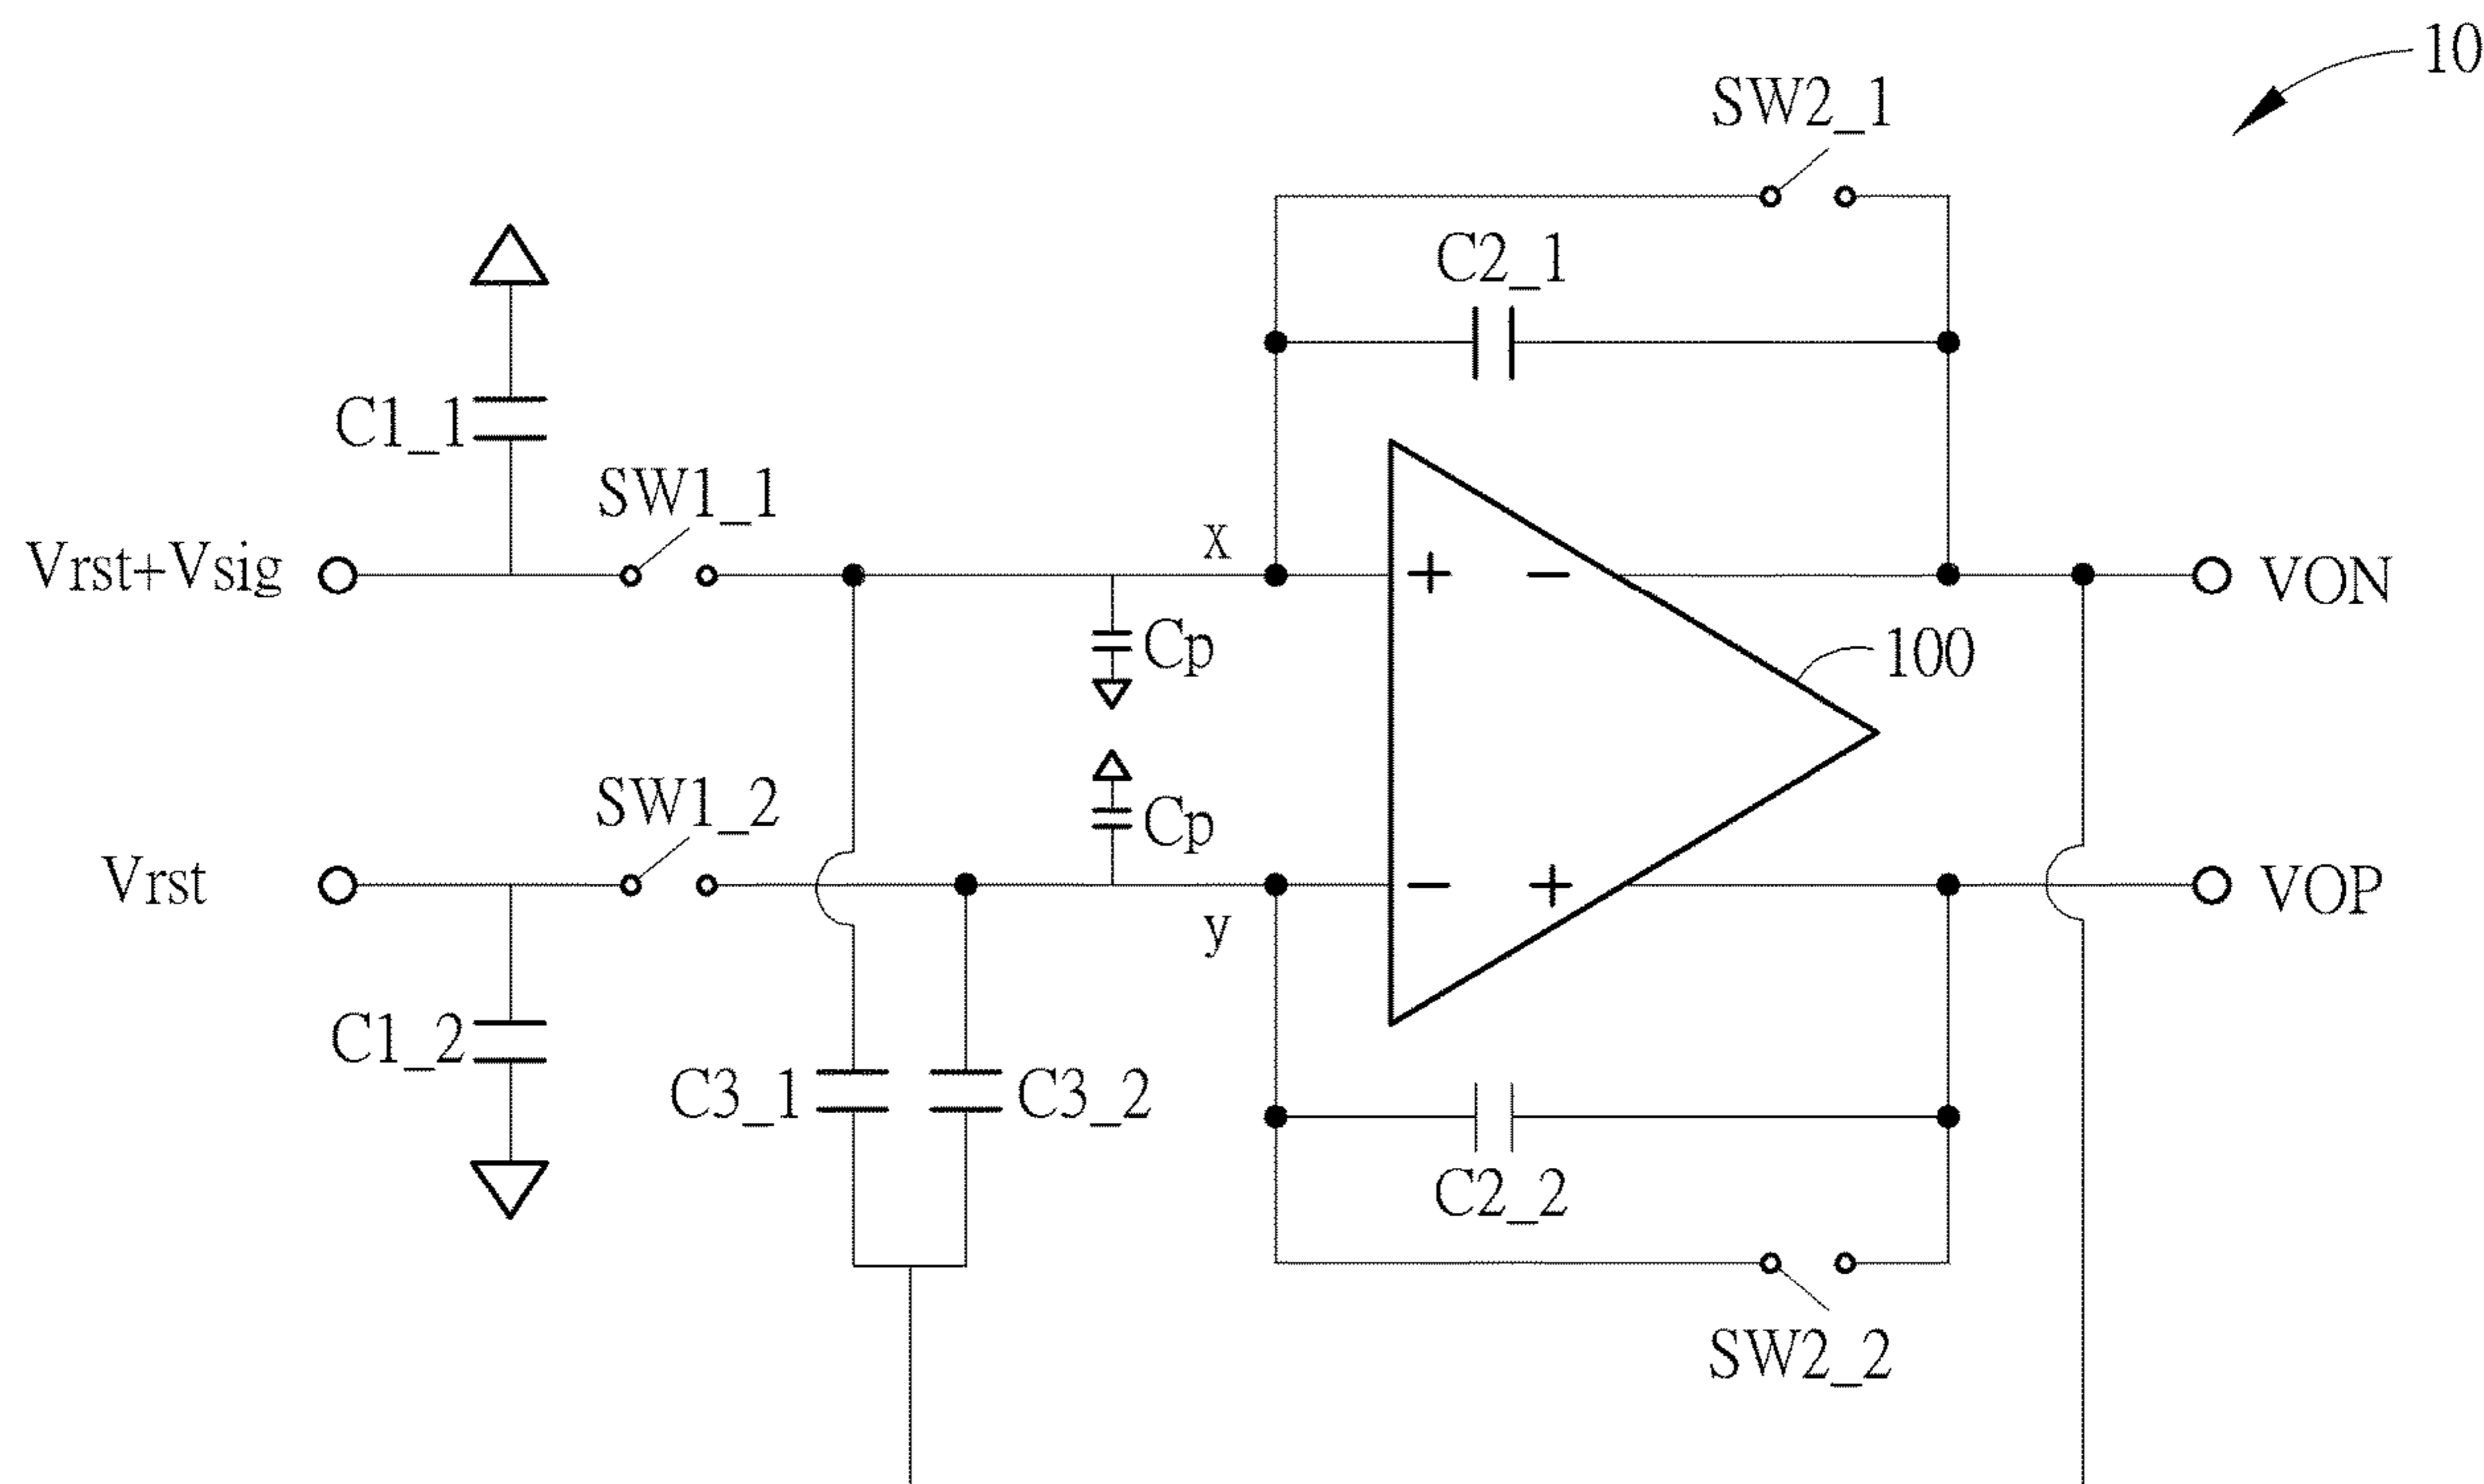 10
SW2_1
C2_1
C1_1
SW1_1
x
Vrst+Vsig
+
−
VON
Cp
100
SW1_2
Cp
Vrst
−
+
VOP
y
C1_2
C3_1
C3_2
C2_2
SW2_2